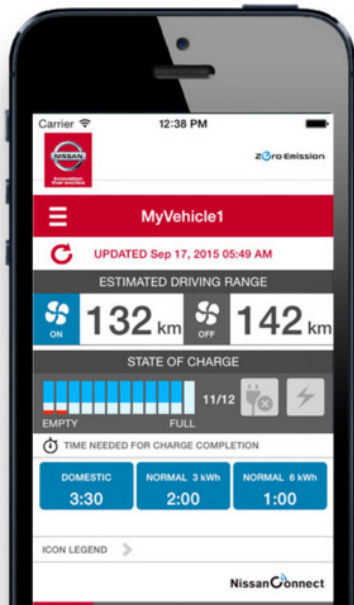 Carrier 12:38 PM
NISSAN
Innovation
that excites
zero Emission
MyVehicle1
UPDATED Sep 17, 2015 05:49 AM
ESTIMATED DRIVING RANGE
ON 132 km OFF 142 km
STATE OF CHARGE
11/12
EMPTY FULL
TIME NEEDED FOR CHARGE COMPLETION
DOMESTIC NORMAL 3 kWh NORMAL 6 kWh
3:30 2:00 1:00
ICON LEGEND
NissanConnect